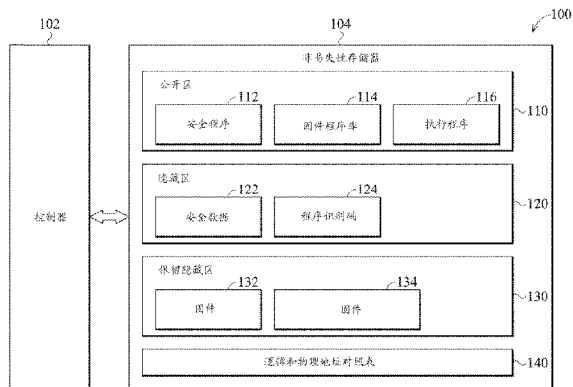 100
102
104
非易失性存储器
公开区
112
114
116
安全程序
固件程序库
执行程序
110
隐藏区
122
124
安全数据
程序识别码
120
控制器
保留隐藏区
132
134
固件
固件
130
逻辑和物理地址对照表
140